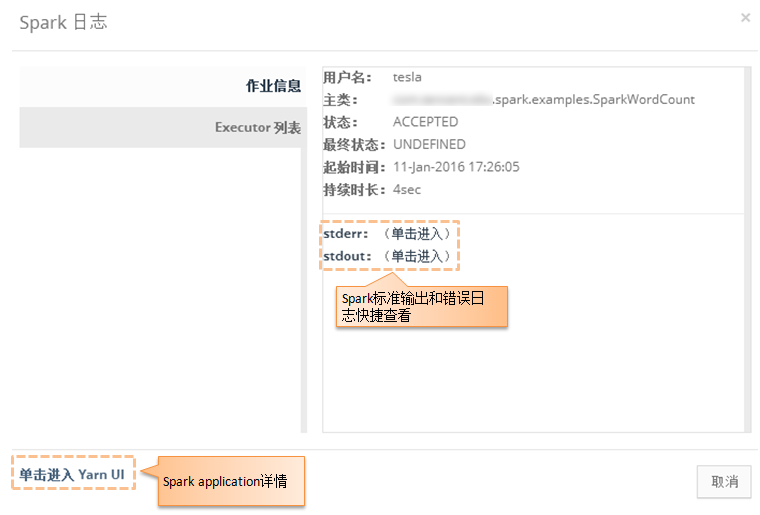 Spark 日志
×
作业信息
Executor 列表
用户名： tesla
主类： .spark.examples.SparkWordCount
状态： ACCEPTED
最终状态： UNDEFINED
起始时间： 11-Jan-2016 17:26:05
持续时长： 4sec
stderr： （单击进入）
stdout： （单击进入）
Spark标准输出和错误日
志快捷查看
单击进入 Yarn UI
Spark application详情
取消